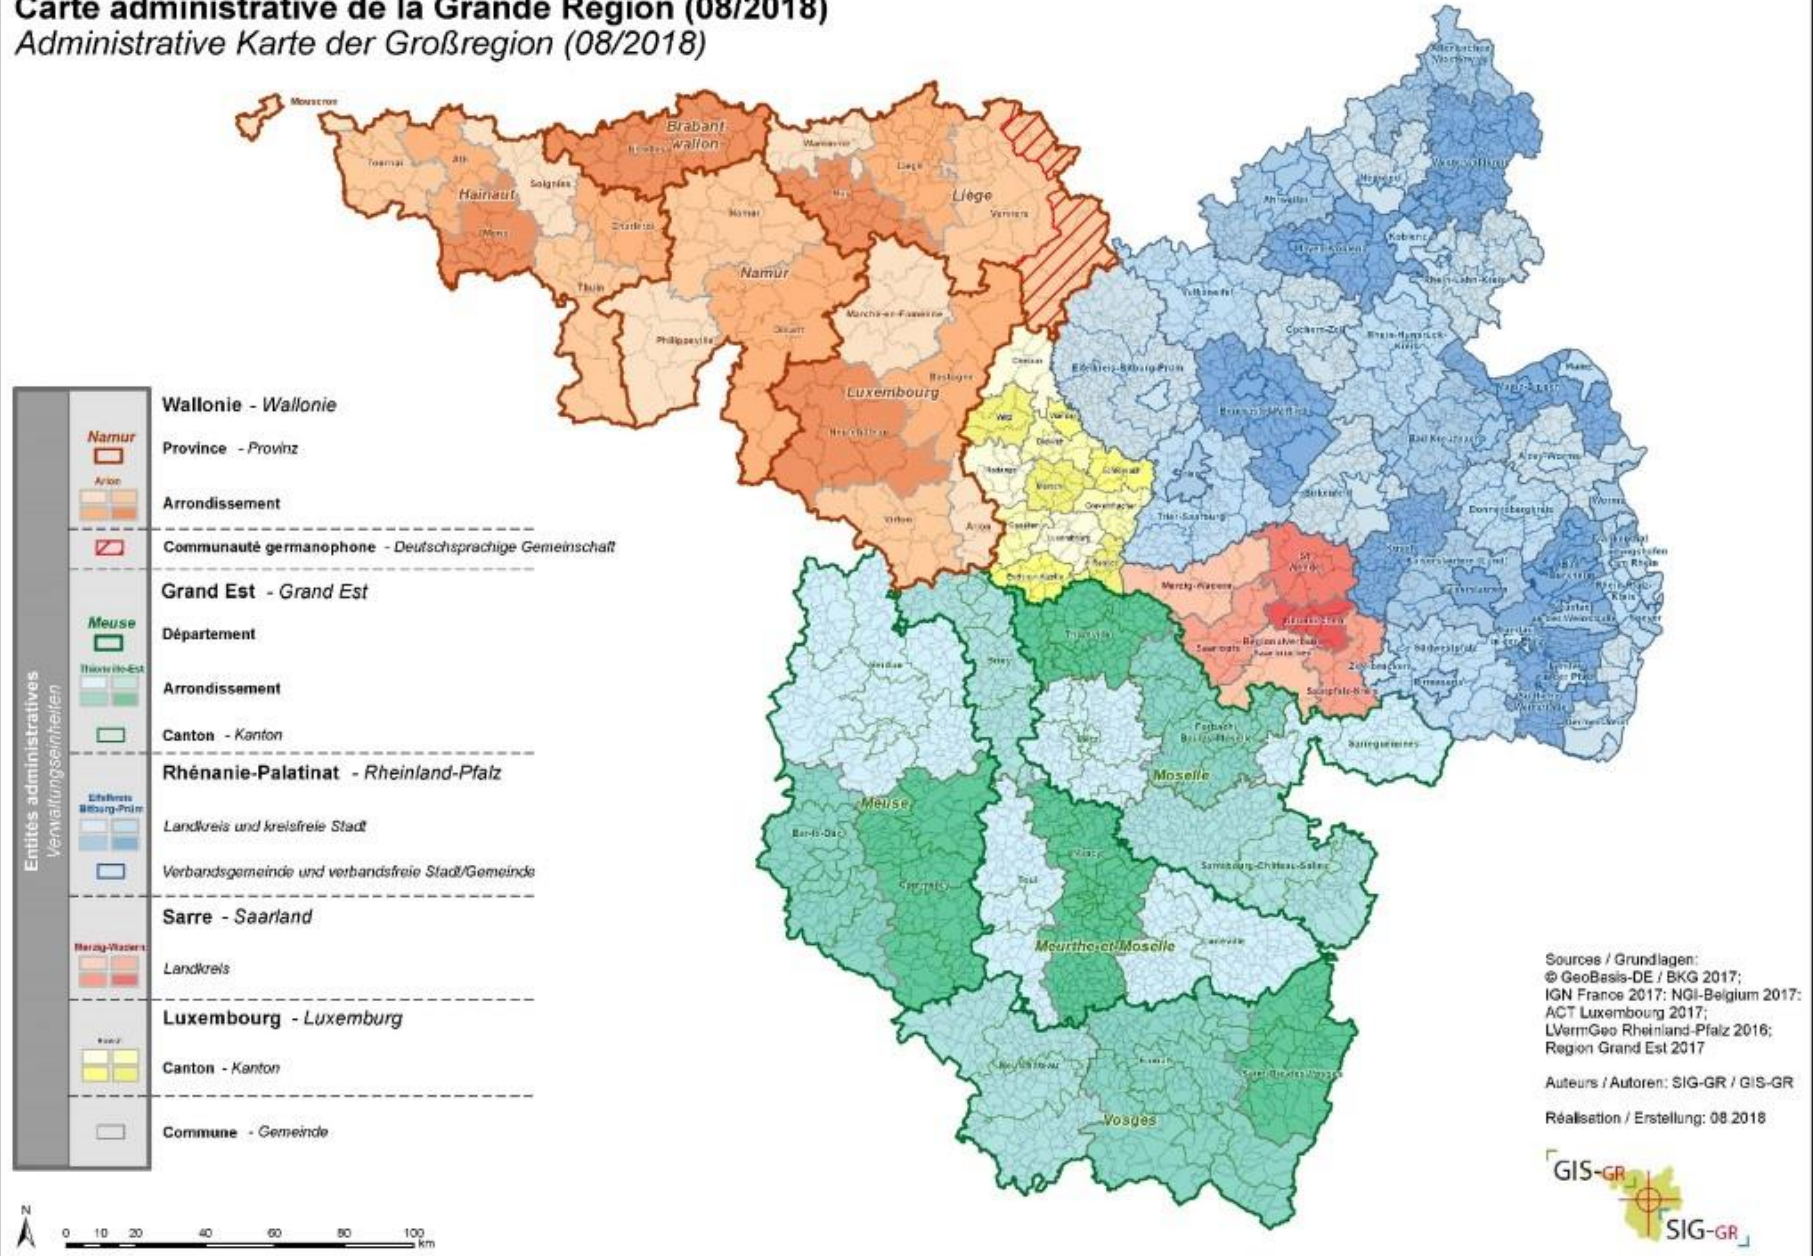 Carte administrative de la Grande Région (08/2018)
Administrative Karte der Großregion (08/2018)
Mouscron
Brabant
wallon
Tournai
Ath
Soignies
Hainaut
Mons
Charleroi
Thuin
Namur
Namur
Dinant
Philippeville
Waremme
Huy
Liège
Liège
Verviers
Marche-en-Famenne
Bastogne
Luxembourg
Neufchâteau
Virton
Arlon
Clervaux
Wiltz
Diekirch
Redange
Mersch
Echternach
Grevenmacher
Capellen
Luxembourg
Remich
Esch-sur-Alzette
Neuwied
Westerwaldkreis
Ahrweiler
Mayen-Koblenz
Koblenz
Rhein-Lahn-Kreis
Vulkaneifel
Cochem-Zell
Rhein-Hunsrück-
Kreis
Eifelkreis-Bitburg-Prüm
Bernkastel-Wittlich
Mainz-Bingen
Mainz
Bad Kreuznach
Alzey-Worms
Worms
Birkenfeld
Donnersbergkreis
Trier
Trier-Saarburg
Kusel
Kaiserslautern
Südwestpfalz
Pirmasens
Zweibrücken
Speyer
Germersheim
Merzig-Wadern
St.
Wendel
Neunkirchen
Saarlouis
Regionalverband
Saarbrücken
Saarpfalz-Kreis
Thionville
Briey
Verdun
Metz
Forbach-
Boulay-Moselle
Sarreguemines
Moselle
Meuse
Bar-le-Duc
Commercy
Toul
Nancy
Sarrebourg-Château-Salins
Meurthe-et-Moselle
Lunéville
Neufchâteau
Epinal
Saint-Dié-des-Vosges
Vosges
Entités administratives
Verwaltungseinheiten
Wallonie - Wallonie
Namur
Province - Provinz
Arlon
Arrondissement
Communauté germanophone - Deutschsprachige Gemeinschaft
Grand Est - Grand Est
Meuse
Département
Thionville-Est
Arrondissement
Canton - Kanton
Rhénanie-Palatinat - Rheinland-Pfalz
Eifelkreis
Bitburg-Prüm
Landkreis und kreisfreie Stadt
Verbandsgemeinde und verbandsfreie Stadt/Gemeinde
Sarre - Saarland
Merzig-Wadern
Landkreis
Luxembourg - Luxemburg
Canton - Kanton
Commune - Gemeinde
N
0 10 20 40 60 80 100
km
Sources / Grundlagen:
© GeoBasis-DE / BKG 2017;
IGN France 2017; NGI-Belgium 2017;
ACT Luxembourg 2017;
LVermGeo Rheinland-Pfalz 2016;
Region Grand Est 2017
Auteurs / Autoren: SIG-GR / GIS-GR
Réalisation / Erstellung: 08.2018
GIS-GR
SIG-GR